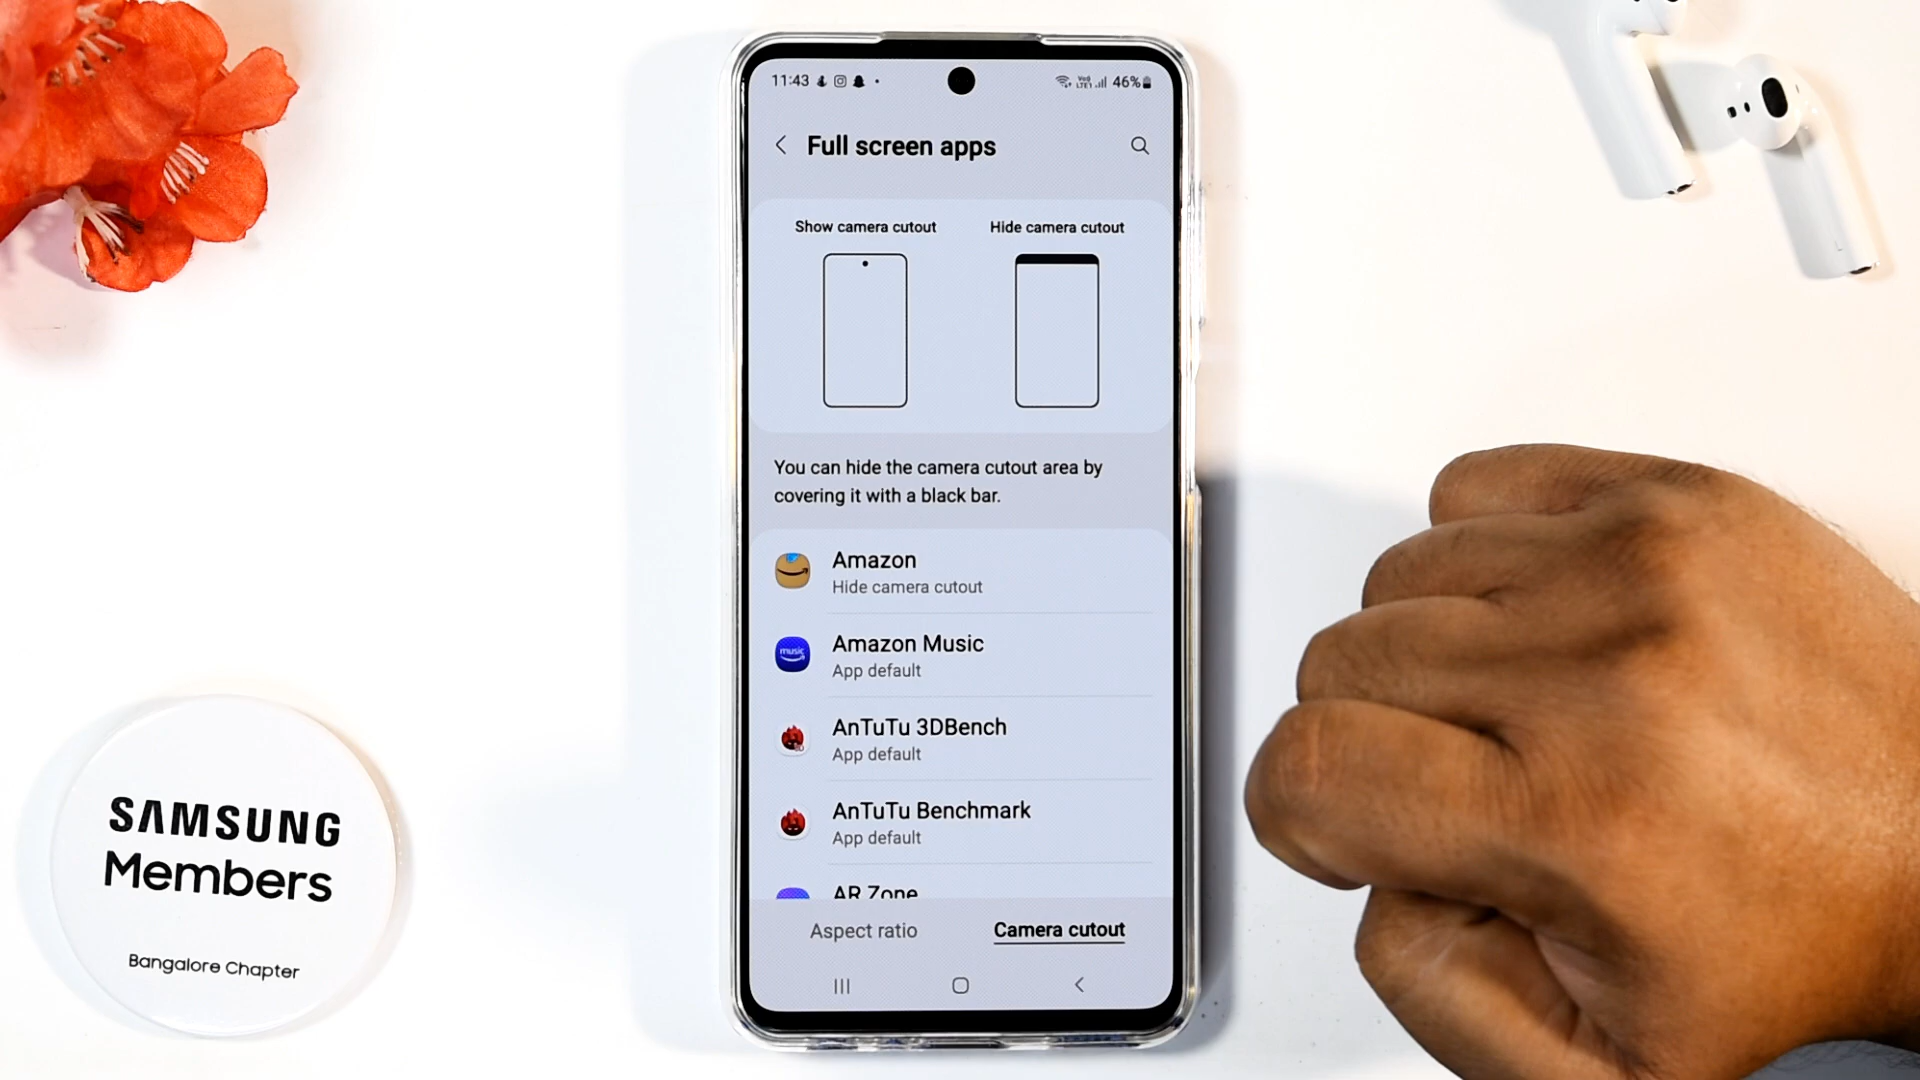 11:43
46%
Full screen apps
Show camera cutout
Hide camera cutout
You can hide the camera cutout area by
covering it with a black bar.
Amazon
Hide camera cutout
music
Amazon Music
App default
AnTuTu 3DBench
App default
AnTuTu Benchmark
App default
AR Zone
Aspect ratio
Camera cutout
SAMSUNG
Members
Bangalore Chapter